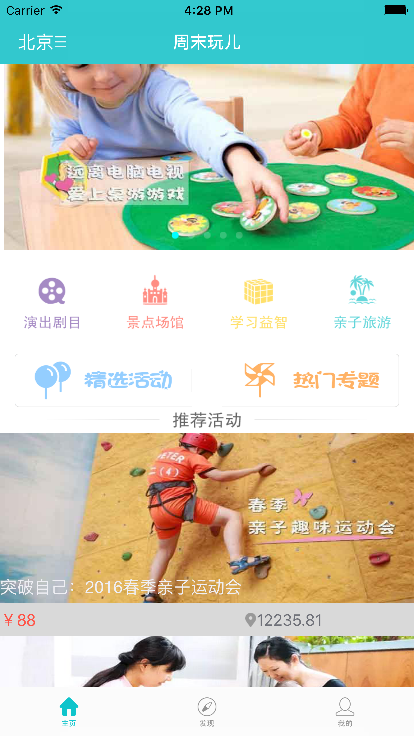 Carrier 4:28 PM
北京 周末玩儿
远离电脑电视
爱上桌游游戏
演出剧目 景点场馆 学习益智 亲子旅游
精选活动 热门专题
推荐活动
PETER
(4)
春季
亲子趣味运动会
突破自己：2016春季亲子运动会
￥88 12235.81
主页 发现 我的